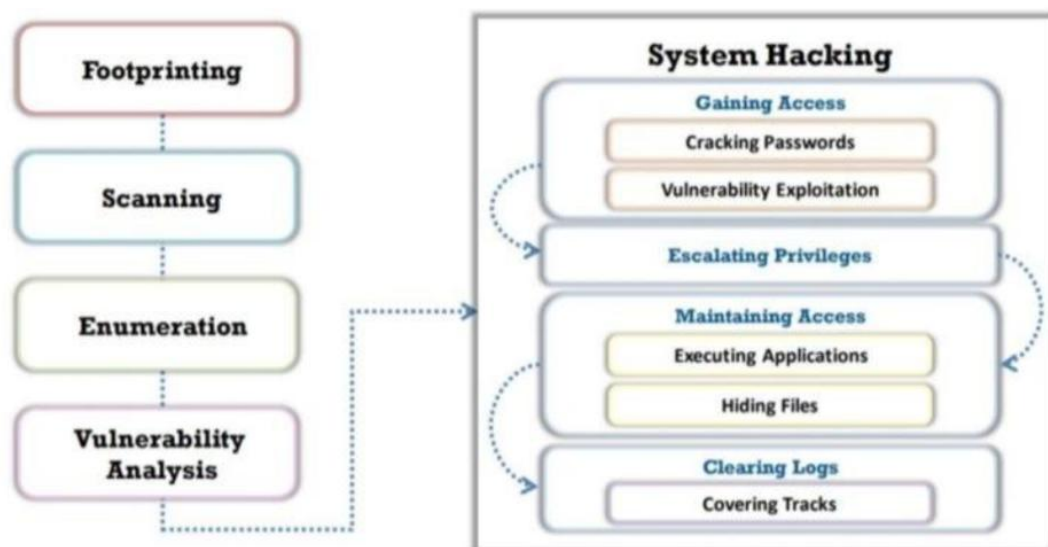 Footprinting
Scanning
Enumeration
Vulnerability
Analysis
System Hacking
Gaining Access
Cracking Passwords
Vulnerability Exploitation
Escalating Privileges
Maintaining Access
Executing Applications
Hiding Files
Clearing Logs
Covering Tracks